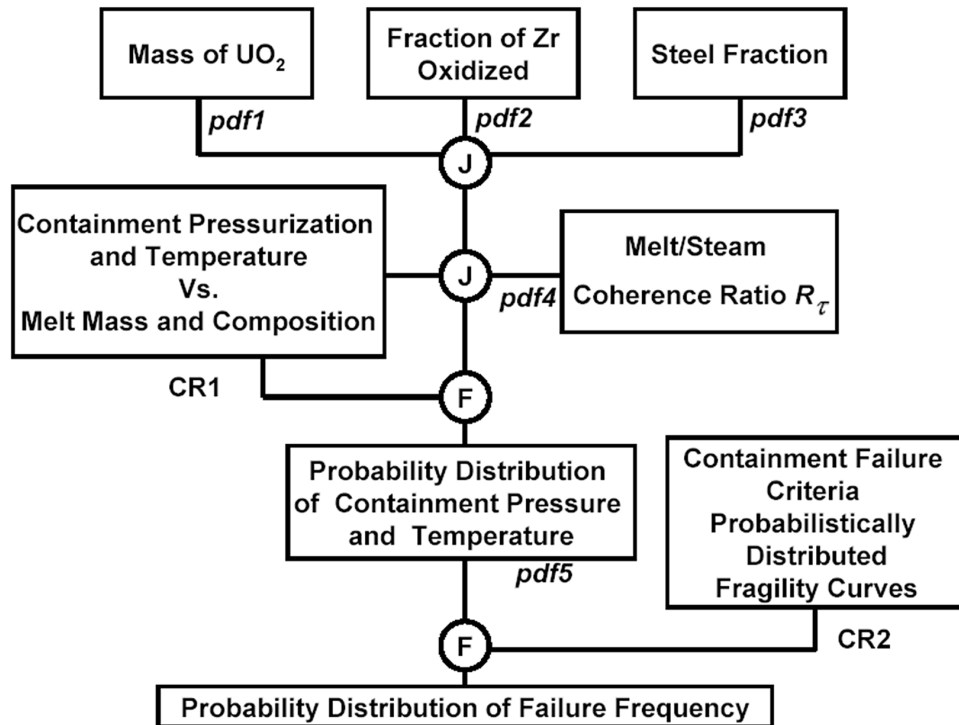 Mass of UO₂
pdf1
Fraction of Zr
Oxidized
pdf2
Steel Fraction
pdf3
J
Containment Pressurization
and Temperature
Vs.
Melt Mass and Composition
CR1
J
pdf4
Melt/Steam
Coherence Ratio Rτ
F
Probability Distribution
of Containment Pressure
and Temperature
pdf5
Containment Failure
Criteria
Probabilistically
Distributed
Fragility Curves
CR2
F
Probability Distribution of Failure Frequency